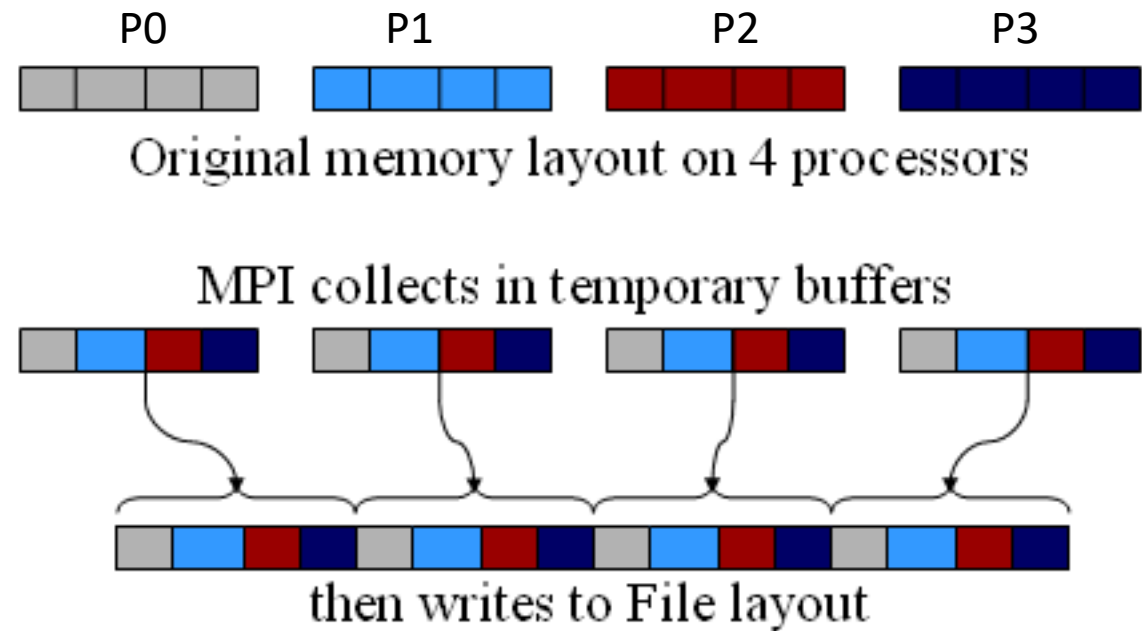 P0 P1 P2 P3
Original memory layout on 4 processors
MPI collects in temporary buffers
then writes to File layout